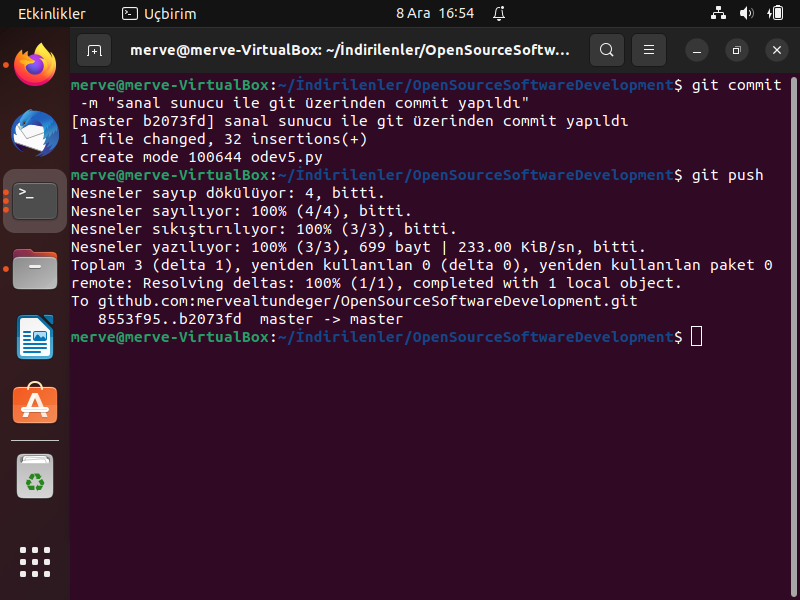 Etkinlikler
Uçbirim
8 Ara 16:54
merve@merve-VirtualBox: ~/İndirilenler/OpenSourceSoftw...
merve@merve-VirtualBox:~/İndirilenler/OpenSourceSoftwareDevelopment$ git commit
-m "sanal sunucu ile git üzerinden commit yapıldı"
[master b2073fd] sanal sunucu ile git üzerinden commit yapıldı
1 file changed, 32 insertions(+)
create mode 100644 odev5.py
merve@merve-VirtualBox:~/İndirilenler/OpenSourceSoftwareDevelopment$ git push
Nesneler sayıp dökülüyor: 4, bitti.
Nesneler sayılıyor: 100% (4/4), bitti.
Nesneler sıkıştırılıyor: 100% (3/3), bitti.
Nesneler yazılıyor: 100% (3/3), 699 bayt | 233.00 KiB/sn, bitti.
Toplam 3 (delta 1), yeniden kullanılan 0 (delta 0), yeniden kullanılan paket 0
remote: Resolving deltas: 100% (1/1), completed with 1 local object.
To github.com:mervealtundeger/OpenSourceSoftwareDevelopment.git
8553f95..b2073fd  master -> master
merve@merve-VirtualBox:~/İndirilenler/OpenSourceSoftwareDevelopment$